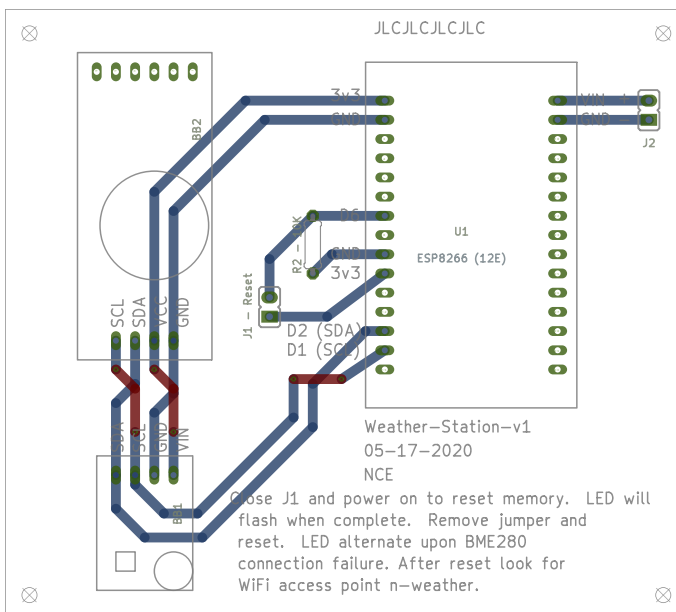 JLCJLCJLCJLC
3v3
VIN +
GND
GND -
BB2
J2
D6
R2 - 10K
U1
GND
ESP8266 (12E)
3v3
SCL
SDA
VCC
GND
J1 - Reset
D2 (SDA)
D1 (SCL)
SDA
SCL
GND
VIN
Weather-Station-v1
05-17-2020
NCE
BB1
Close J1 and power on to reset memory. LED will
flash when complete. Remove jumper and
reset. LED alternate upon BME280
connection failure. After reset look for
WiFi access point n-weather.